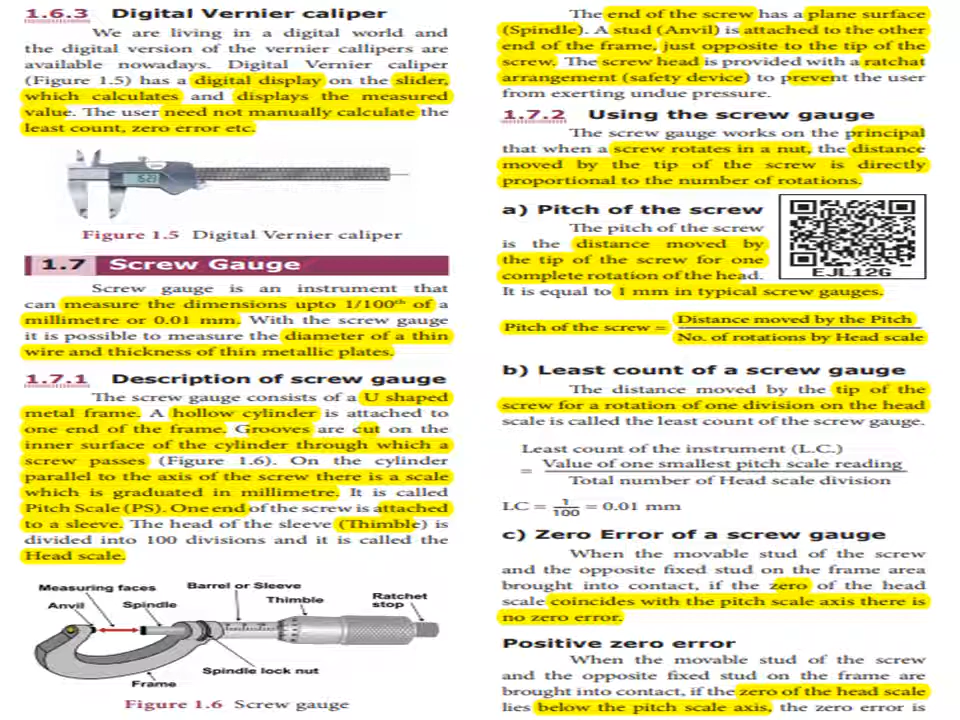 1.6.3 Digital Vernier caliper
We are living in a digital world and
the digital version of the vernier callipers are
available nowadays. Digital Vernier caliper
(Figure 1.5) has a digital display on the slider,
which calculates and displays the measured
value. The user need not manually calculate the
least count, zero error etc.
Figure 1.5 Digital Vernier caliper
1.7 Screw Gauge
Screw gauge is an instrument that
can measure the dimensions upto 1/100th of a
millimetre or 0.01 mm. With the screw gauge
it is possible to measure the diameter of a thin
wire and thickness of thin metallic plates.
1.7.1 Description of screw gauge
The screw gauge consists of a U shaped
metal frame. A hollow cylinder is attached to
one end of the frame. Grooves are cut on the
inner surface of the cylinder through which a
screw passes (Figure 1.6). On the cylinder
parallel to the axis of the screw there is a scale
which is graduated in millimetre. It is called
Pitch Scale (PS). One end of the screw is attached
to a sleeve. The head of the sleeve (Thimble) is
divided into 100 divisions and it is called the
Head scale.
Measuring faces
Barrel or Sleeve
Anvil
Spindle
Thimble
Ratchet
stop
Spindle lock nut
Frame
Figure 1.6 Screw gauge
The end of the screw has a plane surface
(Spindle). A stud (Anvil) is attached to the other
end of the frame, just opposite to the tip of the
screw. The screw head is provided with a ratchat
arrangement (safety device) to prevent the user
from exerting undue pressure.
1.7.2 Using the screw gauge
The screw gauge works on the principal
that when a screw rotates in a nut, the distance
moved by the tip of the screw is directly
proportional to the number of rotations.
a) Pitch of the screw
The pitch of the screw
is the distance moved by
the tip of the screw for one
complete rotation of the head.
It is equal to 1 mm in typical screw gauges.
EJL12G
Pitch of the screw = Distance moved by the Pitch
No. of rotations by Head scale
b) Least count of a screw gauge
The distance moved by the tip of the
screw for a rotation of one division on the head
scale is called the least count of the screw gauge.
Least count of the instrument (L.C.)
= Value of one smallest pitch scale reading
Total number of Head scale division
LC = 1/100 = 0.01 mm
c) Zero Error of a screw gauge
When the movable stud of the screw
and the opposite fixed stud on the frame area
brought into contact, if the zero of the head
scale coincides with the pitch scale axis there is
no zero error.
Positive zero error
When the movable stud of the screw
and the opposite fixed stud on the frame are
brought into contact, if the zero of the head scale
lies below the pitch scale axis, the zero error is